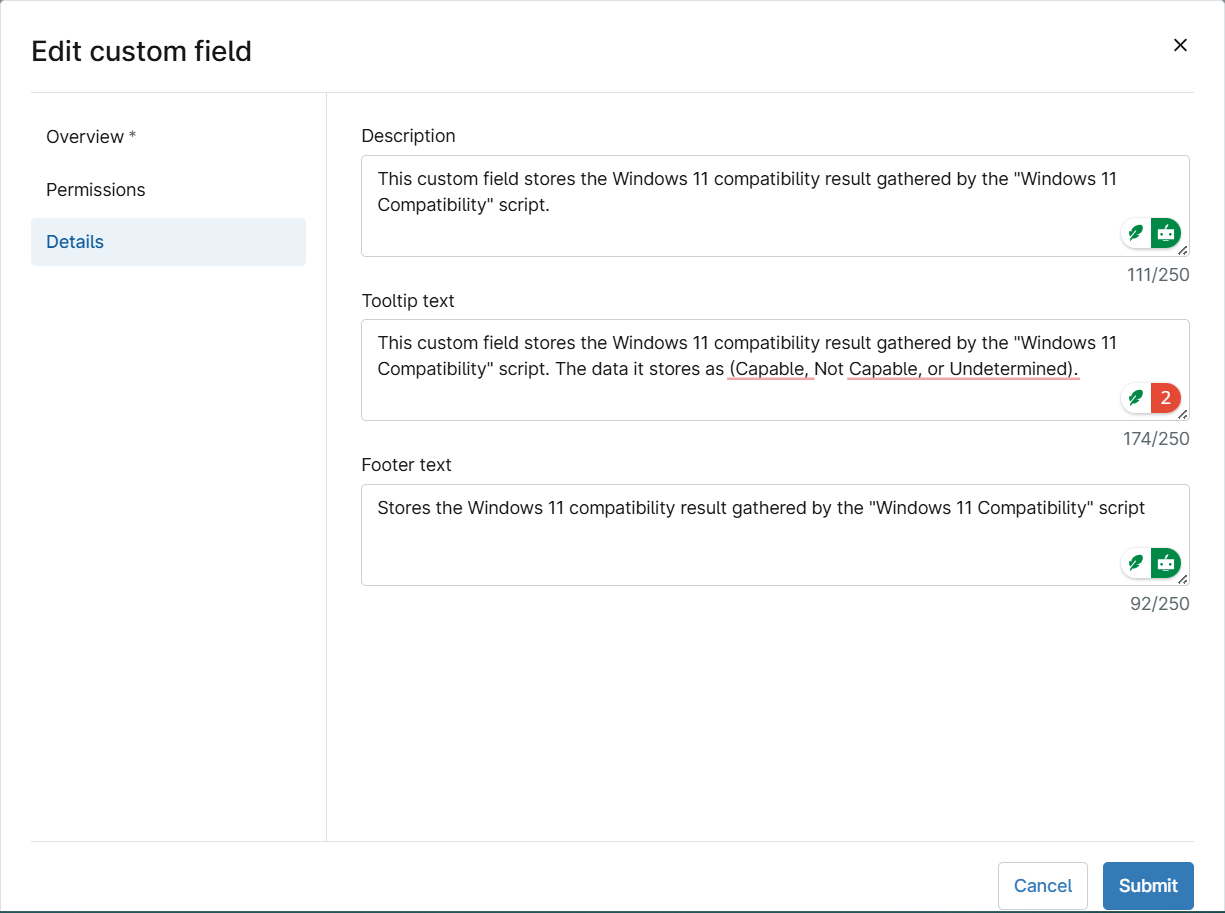 Edit custom field
Overview *
Permissions
Details
Description
This custom field stores the Windows 11 compatibility result gathered by the "Windows 11
Compatibility" script.
111/250
Tooltip text
This custom field stores the Windows 11 compatibility result gathered by the "Windows 11
Compatibility" script. The data it stores as (Capable, Not Capable, or Undetermined).
2
174/250
Footer text
Stores the Windows 11 compatibility result gathered by the "Windows 11 Compatibility" script
92/250
Cancel
Submit